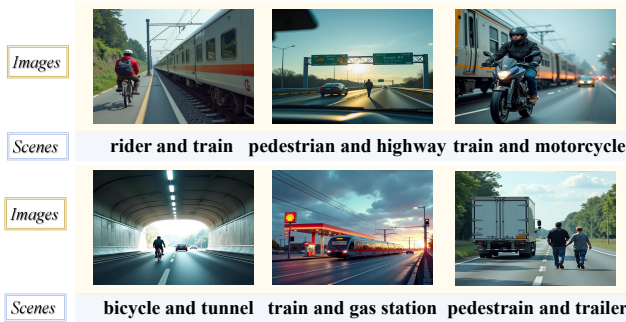 Images
Scenes
rider and train
pedestrian and highway
train and motorcycle
Images
Scenes
bicycle and tunnel
train and gas station
pedestrain and trailer